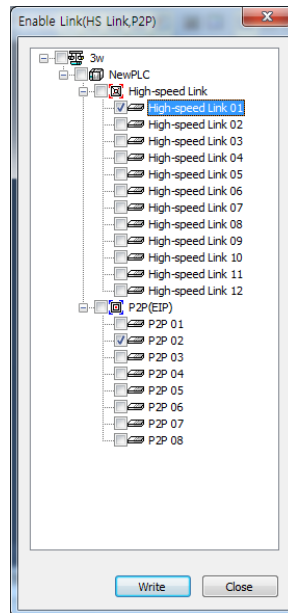 Enable Link(HS Link,P2P)
3w
NewPLC
High-speed Link
High-speed Link 01
High-speed Link 02
High-speed Link 03
High-speed Link 04
High-speed Link 05
High-speed Link 06
High-speed Link 07
High-speed Link 08
High-speed Link 09
High-speed Link 10
High-speed Link 11
High-speed Link 12
P2P(EIP)
P2P 01
P2P 02
P2P 03
P2P 04
P2P 05
P2P 06
P2P 07
P2P 08
Write Close